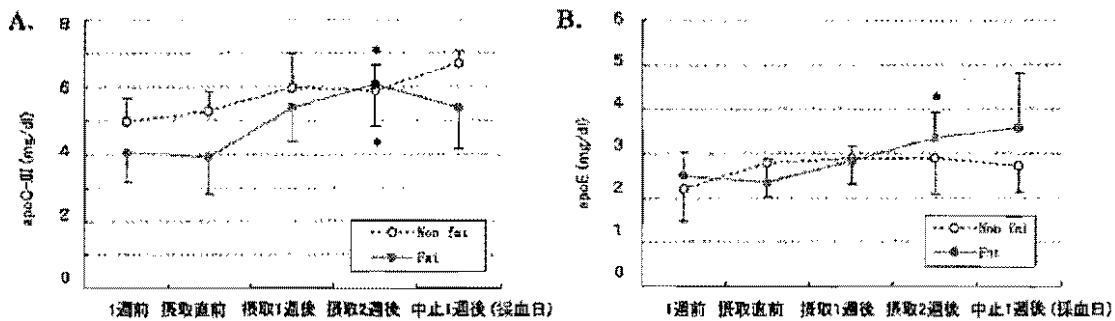 A.
apoC-III (mg/dl)
8
6
4
2
0
Non fat
Fat
1週前 摂取直前 摂取1週後 摂取2週後 中止1週後 (採血日)
B.
apoE (mg/dl)
6
5
4
3
2
1
0
Non fat
Fat
1週前 摂取直前 摂取1週後 摂取2週後 中止1週後 (採血日)